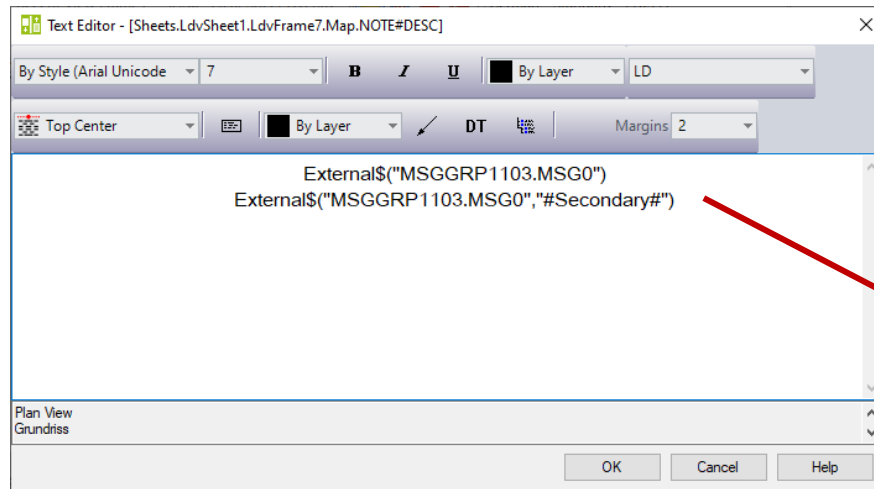 Text Editor - [Sheets.LdvSheet1.LdvFrame7.Map.NOTE#DESC]
By Style (Arial Unicode 7 B I U By Layer LD
Top Center By Layer DT Margins 2
External$("MSGGRP1103.MSG0")
External$("MSGGRP1103.MSG0","#Secondary#")
Plan View
Grundriss
OK Cancel Help